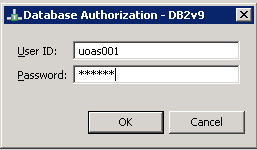 Database Authorization - DB2v9
User ID: uoas001
Password: ******
OK Cancel